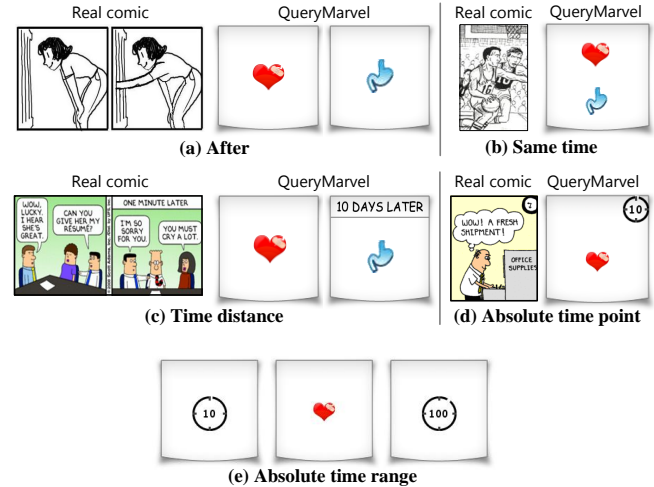 Real comic
QueryMarvel
Real comic
QueryMarvel
(a) After
(b) Same time
Real comic
QueryMarvel
Real comic
QueryMarvel
WOW,
LUCKY.
I HEAR
SHE'S
GREAT.
CAN YOU
GIVE HER MY
RÉSUMÉ?
ONE MINUTE LATER
I'M SO
SORRY
FOR YOU.
YOU MUST
CRY A LOT.
10 DAYS LATER
WOW! A FRESH
SHIPMENT!
OFFICE
SUPPLIES
10
(c) Time distance
(d) Absolute time point
10
100
(e) Absolute time range